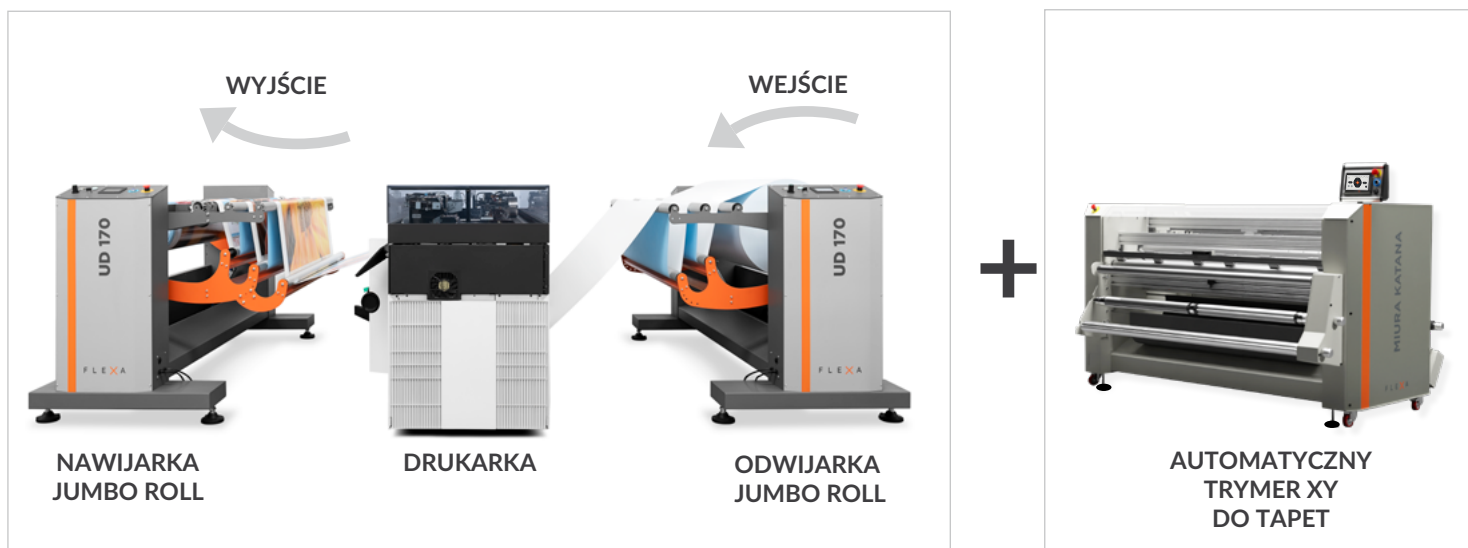 WYJŚCIE
WEJŚCIE
UD 170
FLEXA
UD 170
FLEXA
NAWIJARKA
JUMBO ROLL
DRUKARKA
ODWIJARKA
JUMBO ROLL
+
MIURA KATANA
FLEXA
AUTOMATYCZNY
TRYMER XY
DO TAPET